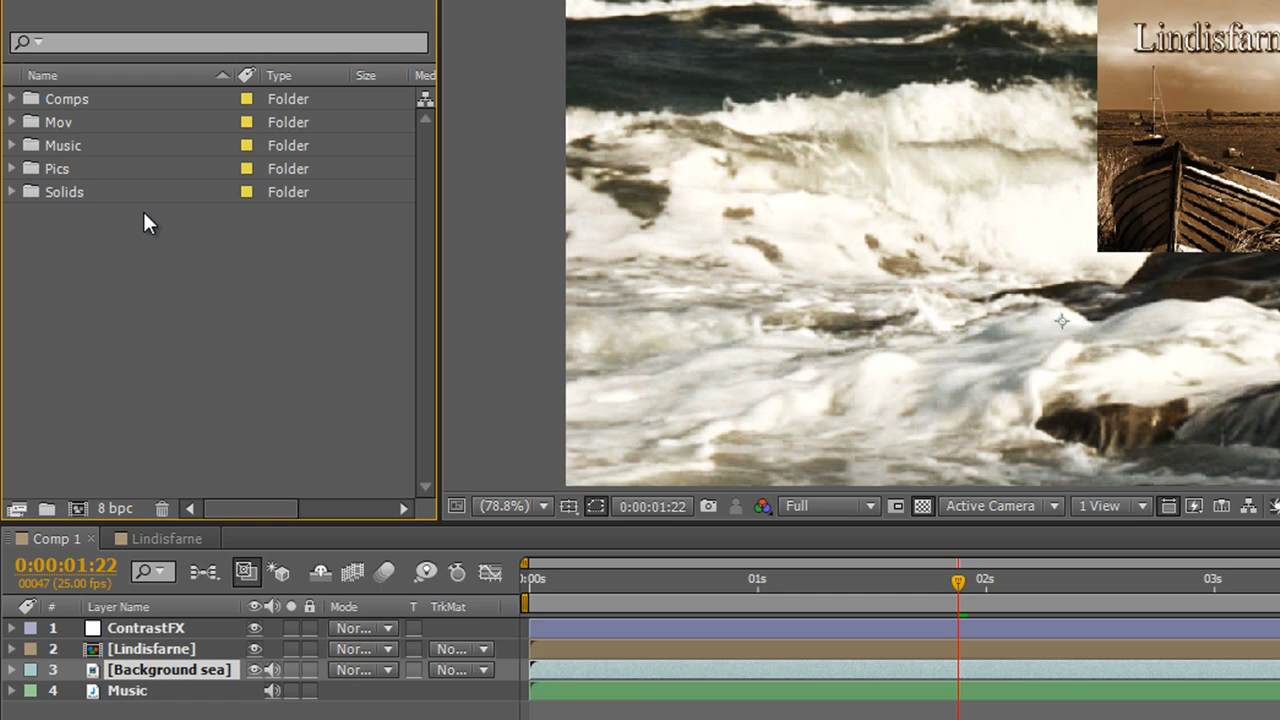 Name Type Size Med
Comps Folder
Mov Folder
Music Folder
Pics Folder
Solids Folder
Lindisfarn
8 bpc
(78.8%) 0:00:01:22 Full Active Camera 1 View
Comp 1 × Lindisfarne
0:00:01:22
00047 (25.00 fps)
:00s 01s 02s 03s
# Layer Name Mode T TrkMat
1 ContrastFX Nor...
2 [Lindisfarne] Nor... No...
3 [Background sea] Nor... No...
4 Music